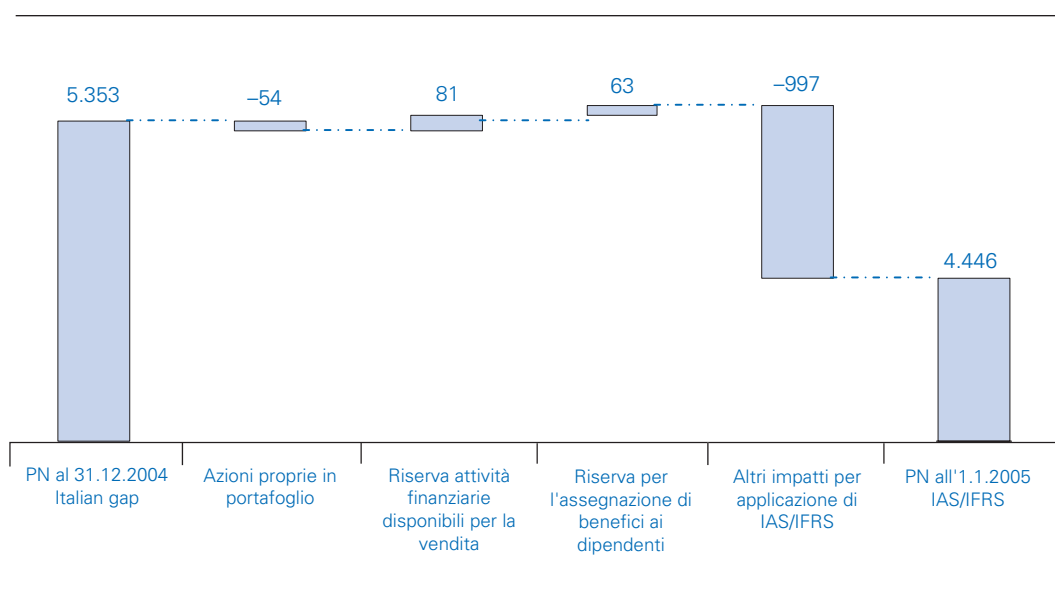 5.353
–54
81
63
–997
4.446
PN al 31.12.2004
Italian gap
Azioni proprie in
portafoglio
Riserva attività
finanziarie
disponibili per la
vendita
Riserva per
l'assegnazione di
benefici ai
dipendenti
Altri impatti per
applicazione di
IAS/IFRS
PN all'1.1.2005
IAS/IFRS